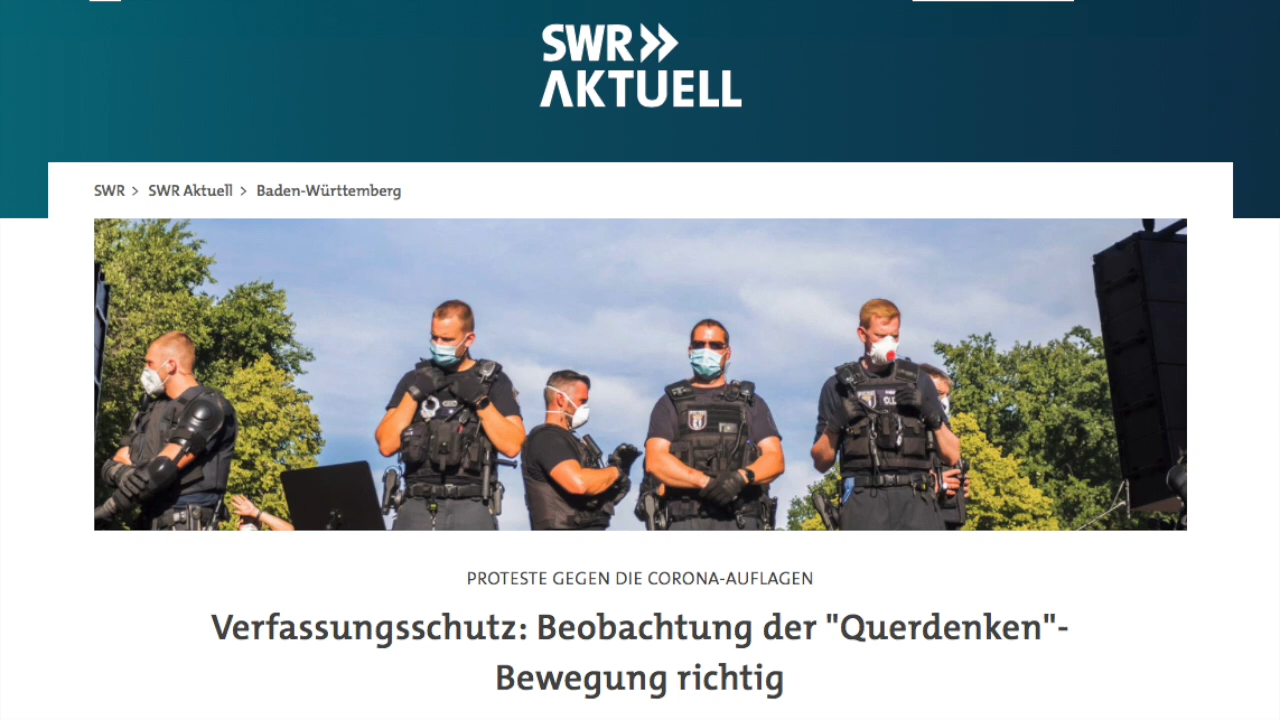 SWR
AKTUELL
SWR > SWR Aktuell > Baden-Württemberg
PROTESTE GEGEN DIE CORONA-AUFLAGEN
Verfassungsschutz: Beobachtung der "Querdenken"-
Bewegung richtig